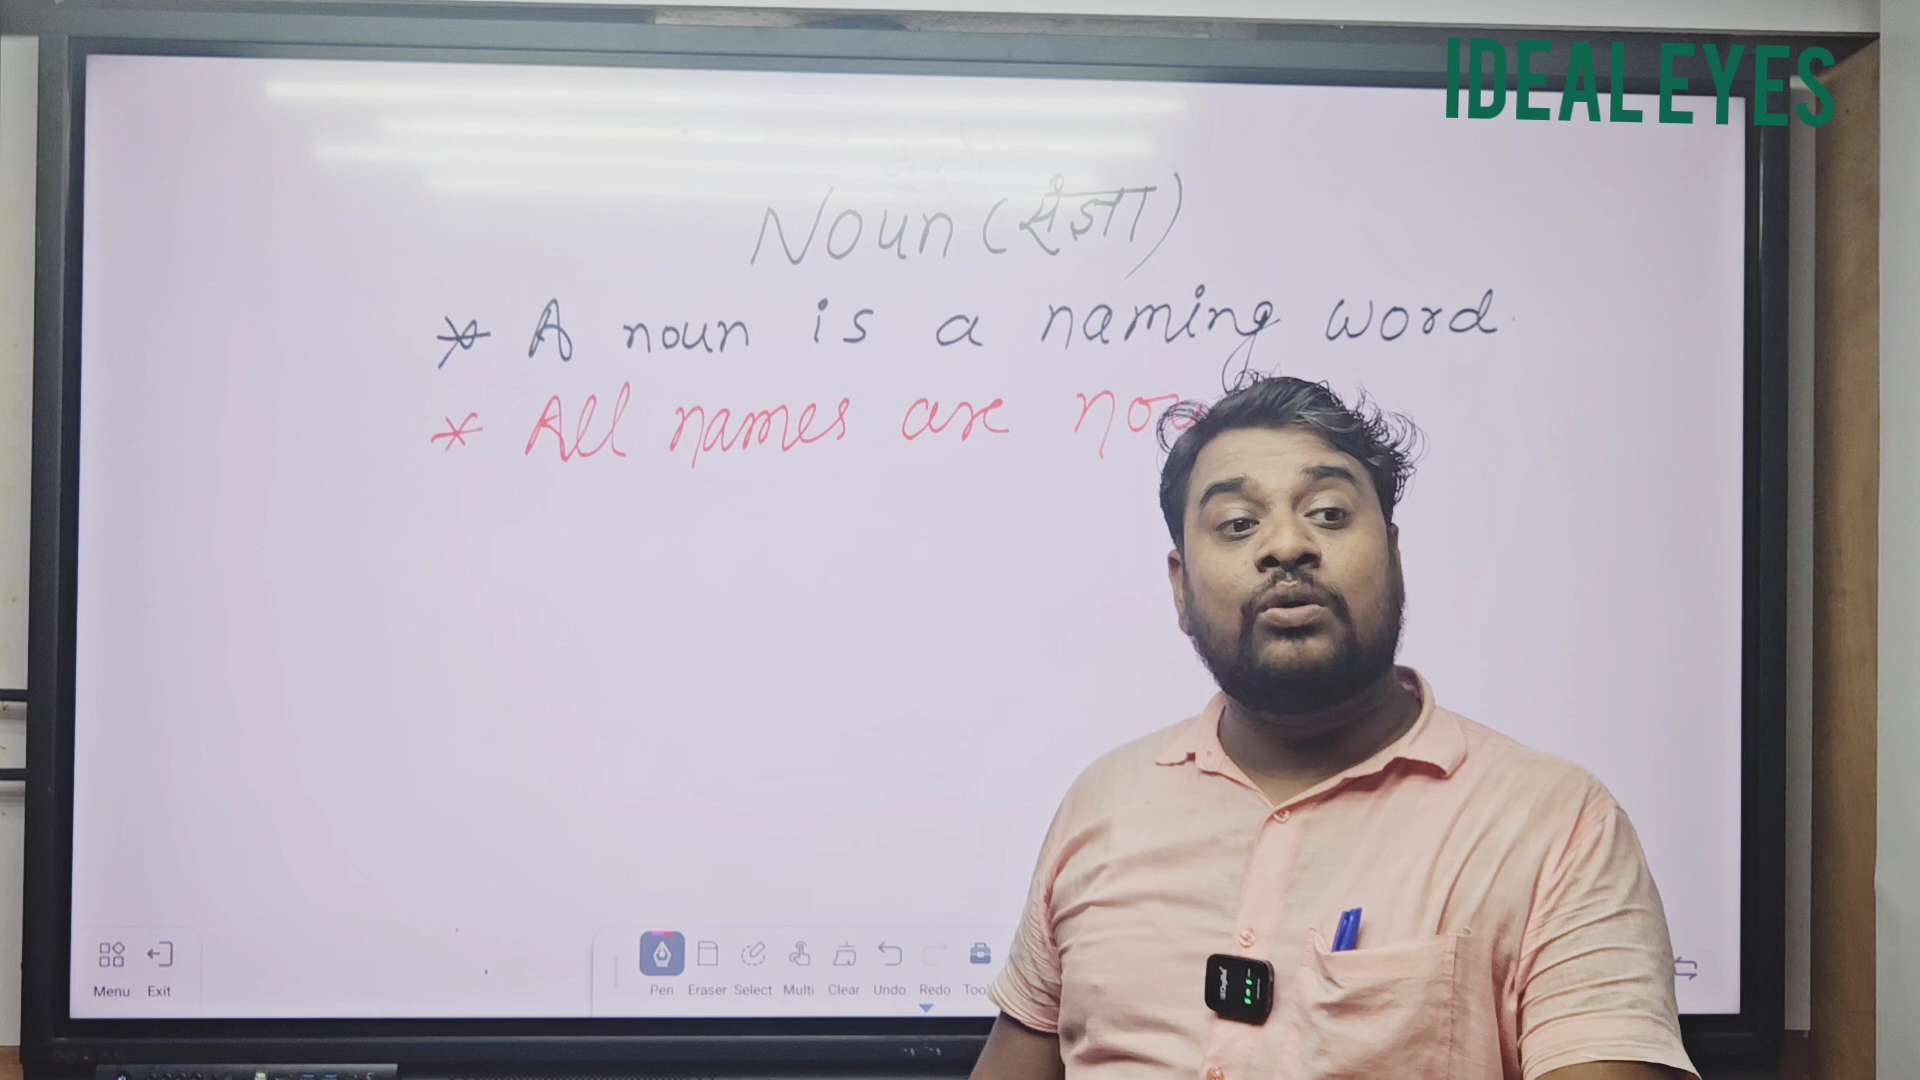 IDEAL EYES
Noun (संज्ञा)
* A noun is a naming word
* All names are
Menu Exit
Pen Eraser Select Multi Clear Undo Redo